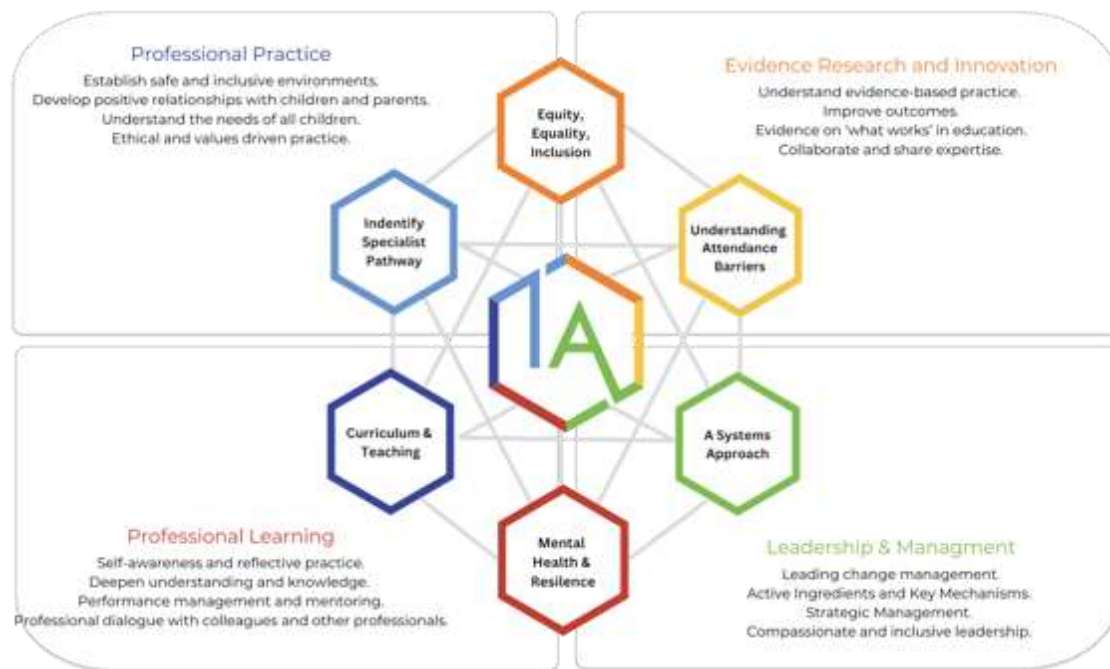 Professional Practice
Establish safe and inclusive environments.
Develop positive relationships with children and parents.
Understand the needs of all children.
Ethical and values driven practice.
Evidence Research and Innovation
Understand evidence-based practice.
Improve outcomes.
Evidence on 'what works' in education.
Collaborate and share expertise.
Equity,
Equality,
Inclusion
Indentify
Specialist
Pathway
Understanding
Attendance
Barriers
1A
Curriculum &
Teaching
A Systems
Approach
Mental
Health &
Resilence
Professional Learning
Self-awareness and reflective practice.
Deepen understanding and knowledge.
Performance management and mentoring.
Professional dialogue with colleagues and other professionals.
Leadership & Managment
Leading change management.
Active Ingredients and Key Mechanisms.
Strategic Management.
Compassionate and inclusive leadership.